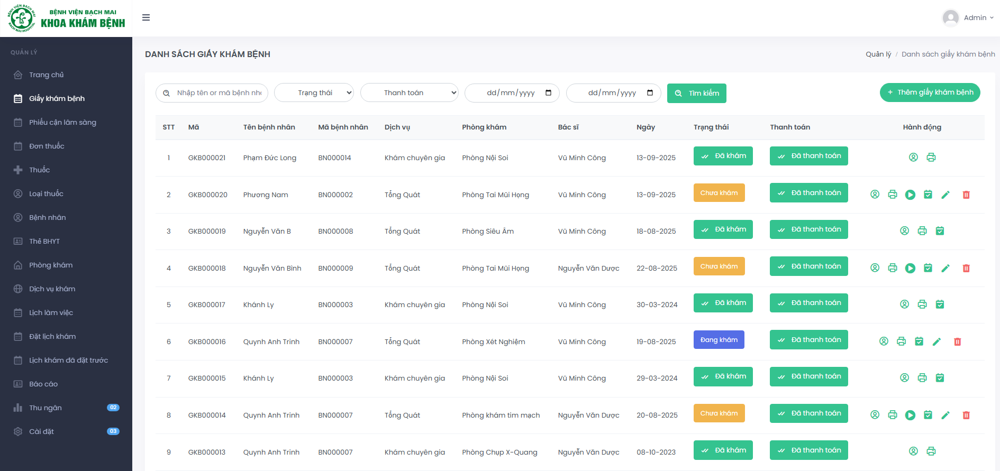 BỆNH VIỆN BẠCH MAI
BACH MAI HOSPITAL
BỆNH VIỆN BẠCH MAI
KHOA KHÁM BỆNH
Admin
QUẢN LÝ
Trang chủ
Giấy khám bệnh
Phiếu cận lâm sàng
Đơn thuốc
Thuốc
Loại thuốc
Bệnh nhân
Thẻ BHYT
Phòng khám
Dịch vụ khám
Lịch làm việc
Đặt lịch khám
Lịch khám đã đặt trước
Báo cáo
Thu ngân 02
Cài đặt 03
DANH SÁCH GIẤY KHÁM BỆNH
Quản lý / Danh sách giấy khám bệnh
Nhập tên or mã bệnh nhơ Trạng thái Thanh toán dd/mm/yyyy dd/mm/yyyy Tìm kiếm + Thêm giấy khám bệnh
STT Mã Tên bệnh nhân Mã bệnh nhân Dịch vụ Phòng khám Bác sĩ Ngày Trạng thái Thanh toán Hành động
1 GKB000021 Phạm Đức Long BN000014 Khám chuyên gia Phòng Nội Soi Vũ Minh Công 13-09-2025 Đã khám Đã thanh toán
2 GKB000020 Phương Nam BN000002 Tổng Quát Phòng Tai Mũi Họng Vũ Minh Công 13-09-2025 Chưa khám Đã thanh toán
3 GKB000019 Nguyễn Văn B BN000008 Tổng Quát Phòng Siêu Âm Vũ Minh Công 18-08-2025 Đã khám Đã thanh toán
4 GKB000018 Nguyễn Văn Bình BN000009 Tổng Quát Phòng Tai Mũi Họng Nguyễn Văn Dược 22-08-2025 Chưa khám Đã thanh toán
5 GKB000017 Khánh Ly BN000003 Khám chuyên gia Phòng Nội Soi Vũ Minh Công 30-03-2024 Đã khám Đã thanh toán
6 GKB000016 Quynh Anh Trinh BN000007 Tổng Quát Phòng Xét Nghiệm Vũ Minh Công 19-08-2025 Đang khám Đã thanh toán
7 GKB000015 Khánh Ly BN000003 Khám chuyên gia Phòng Nội Soi Vũ Minh Công 29-03-2024 Đã khám Đã thanh toán
8 GKB000014 Quynh Anh Trinh BN000007 Tổng Quát Phòng khám tim mạch Nguyễn Văn Dược 20-08-2025 Chưa khám Đã thanh toán
9 GKB000013 Quynh Anh Trinh BN000007 Khám chuyên gia Phòng Chụp X-Quang Nguyễn Văn Dược 08-10-2023 Đã khám Đã thanh toán